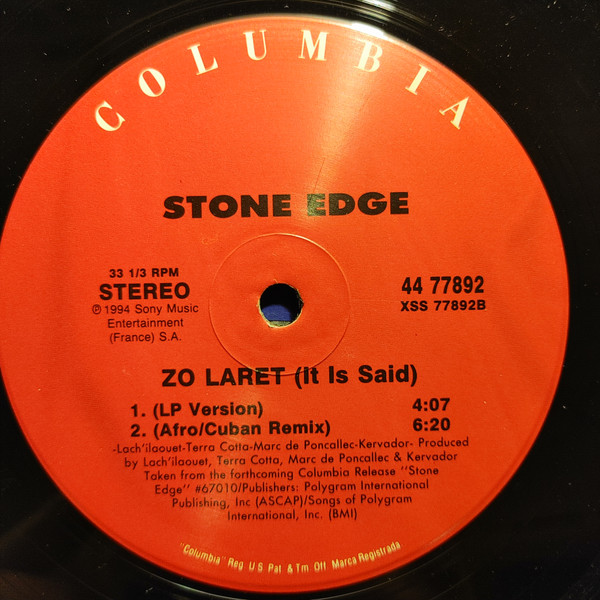 COLUMBIA
STONE EDGE
33 1/3 RPM
STEREO
℗ 1994 Sony Music
Entertainment
(France) S.A.
44 77892
XSS 77892B
ZO LARET (It Is Said)
1. (LP Version) 4:07
2. (Afro/Cuban Remix) 6:20
-Lach'ilaouet-Terra Cotta-Marc de Poncallec-Kervador- Produced
by Lach'ilaouet, Terra Cotta, Marc de Poncallec & Kervador
Taken from the forthcoming Columbia Release "Stone
Edge" #67010/Publishers: Polygram International
Publishing, Inc (ASCAP)/Songs of Polygram
International, Inc. (BMI)
"Columbia" Reg U S Pat & Tm Off Marca Registrada